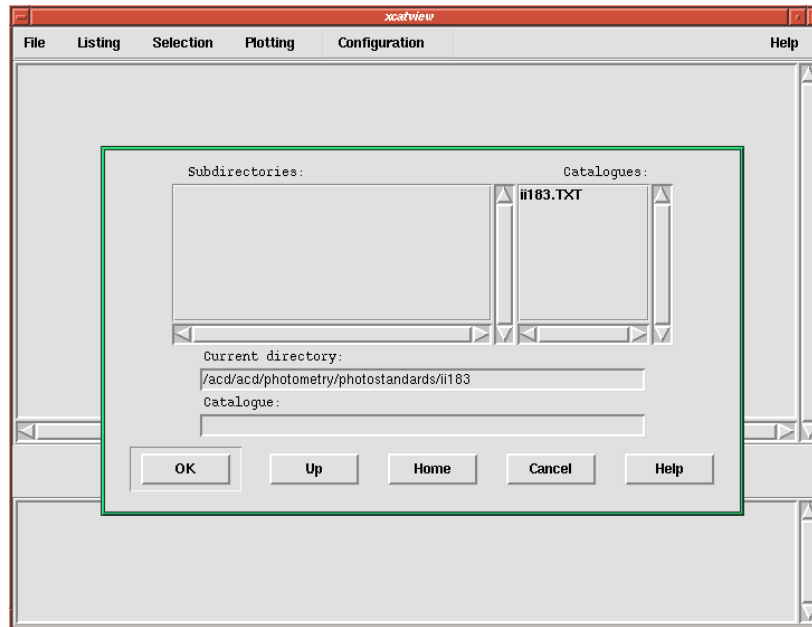 xcatview
File Listing Selection Plotting Configuration Help
Subdirectories: Catalogues:
ii183.TXT
Current directory:
/acd/acd/photometry/photostandards/ii183
Catalogue:
OK Up Home Cancel Help